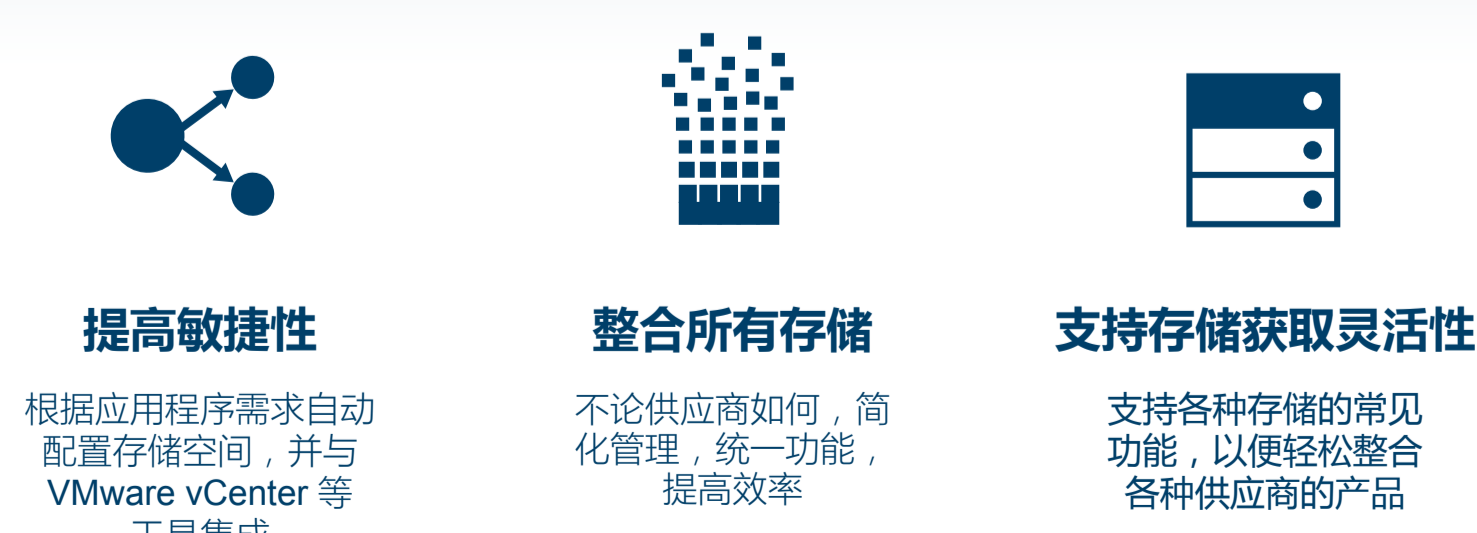 提高敏捷性
根据应用程序需求自动
配置存储空间，并与
VMware vCenter 等
工具集成
整合所有存储
不论供应商如何，简
化管理，统一功能，
提高效率
支持存储获取灵活性
支持各种存储的常见
功能，以便轻松整合
各种供应商的产品